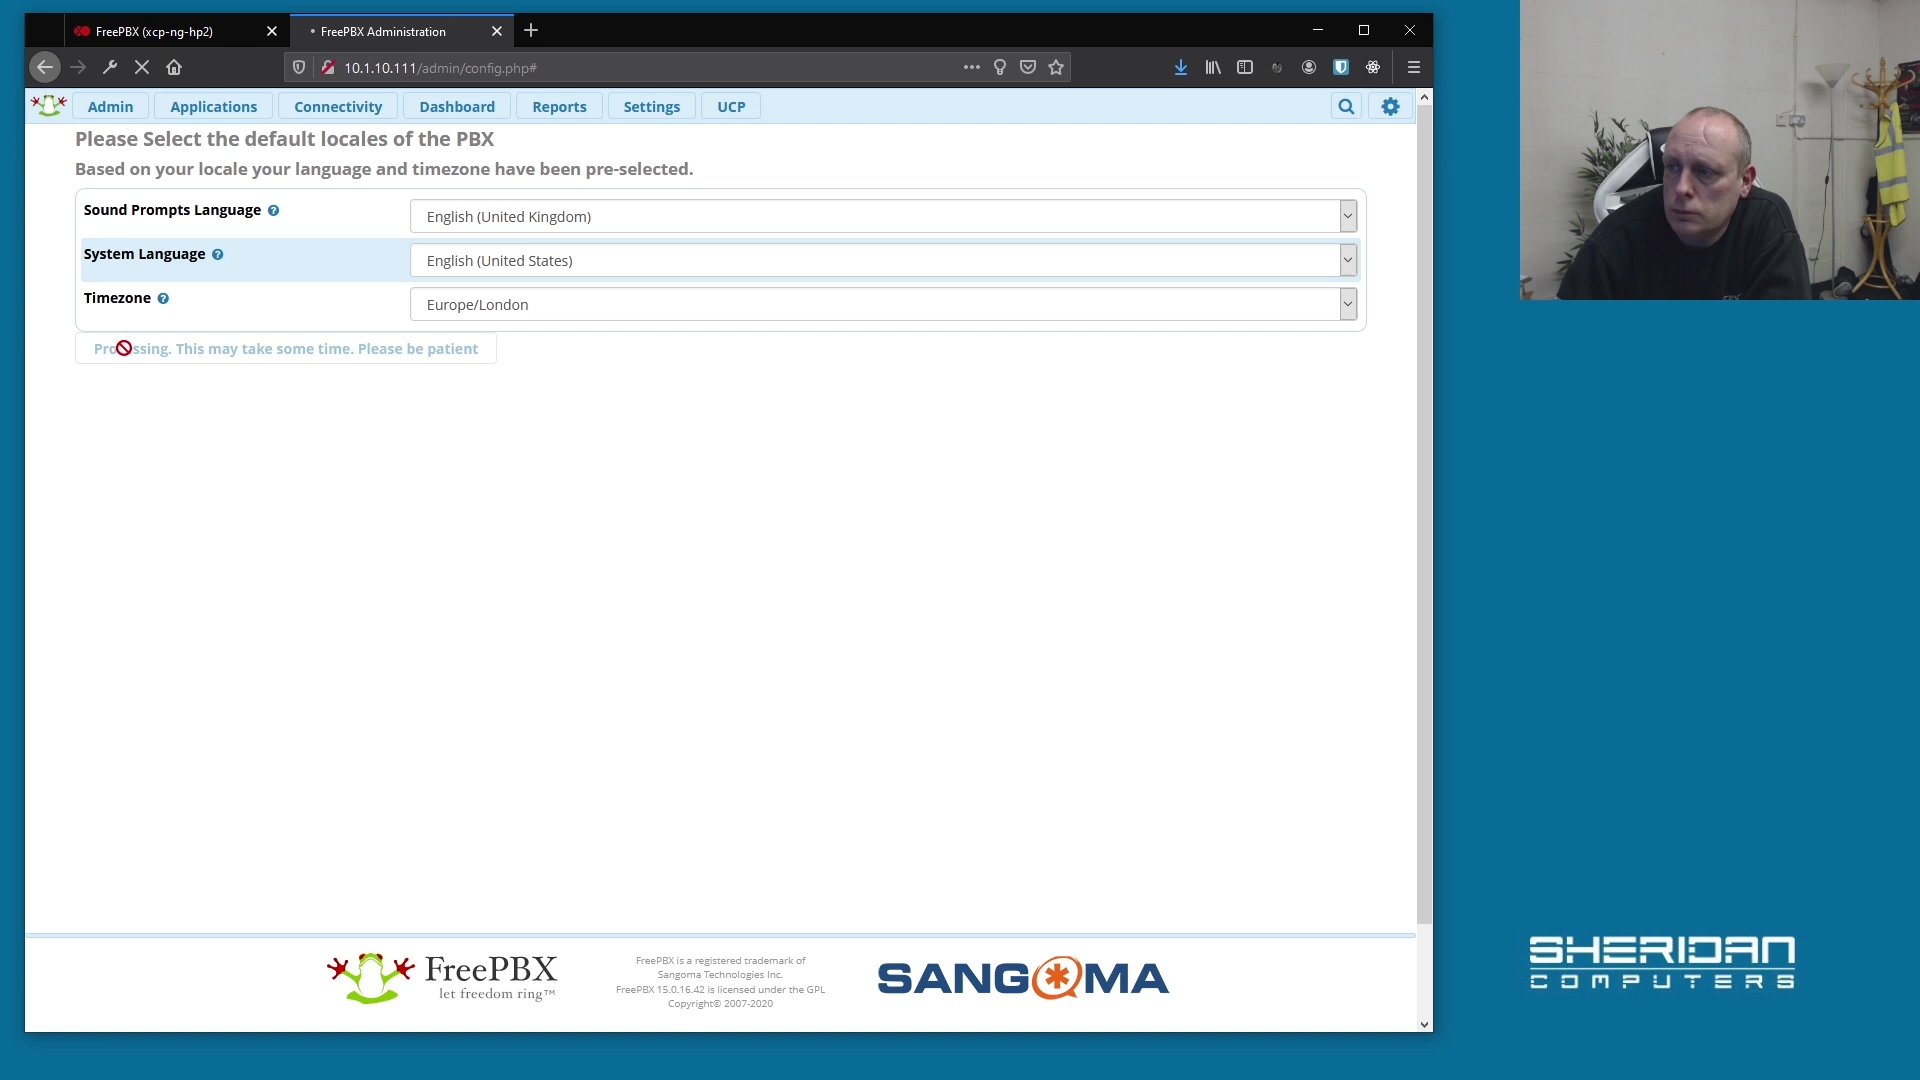 FreePBX (xcp-ng-hp2)
FreePBX Administration
10.1.10.111/admin/config.php#
Admin
Applications
Connectivity
Dashboard
Reports
Settings
UCP
Please Select the default locales of the PBX
Based on your locale your language and timezone have been pre-selected.
Sound Prompts Language
English (United Kingdom)
System Language
English (United States)
Timezone
Europe/London
Processing. This may take some time. Please be patient
FreePBX
let freedom ring™
FreePBX is a registered trademark of
Sangoma Technologies Inc.
FreePBX 15.0.16.42 is licensed under the GPL
Copyright© 2007-2020
SANGOMA
SHERIDAN
COMPUTERS